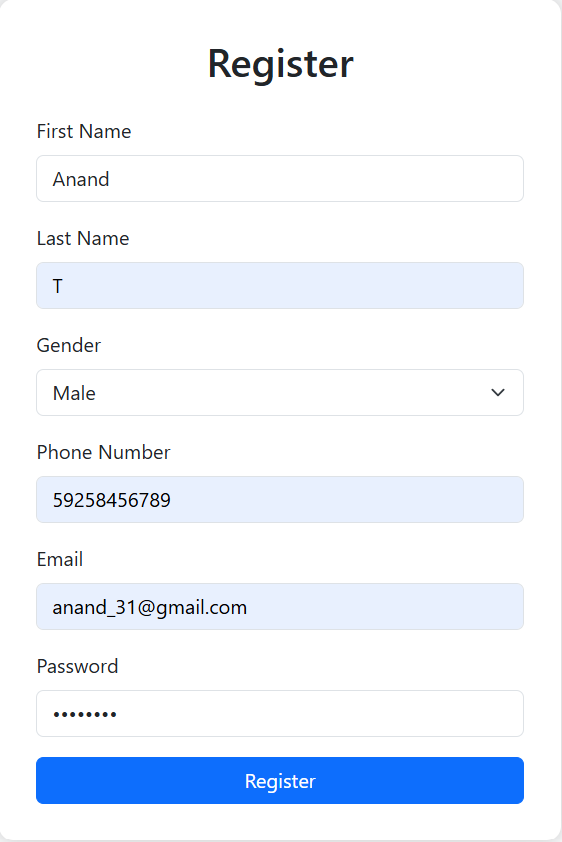 Register
First Name
Anand
Last Name
T
Gender
Male
Phone Number
59258456789
Email
anand_31@gmail.com
Password
••••••••
Register